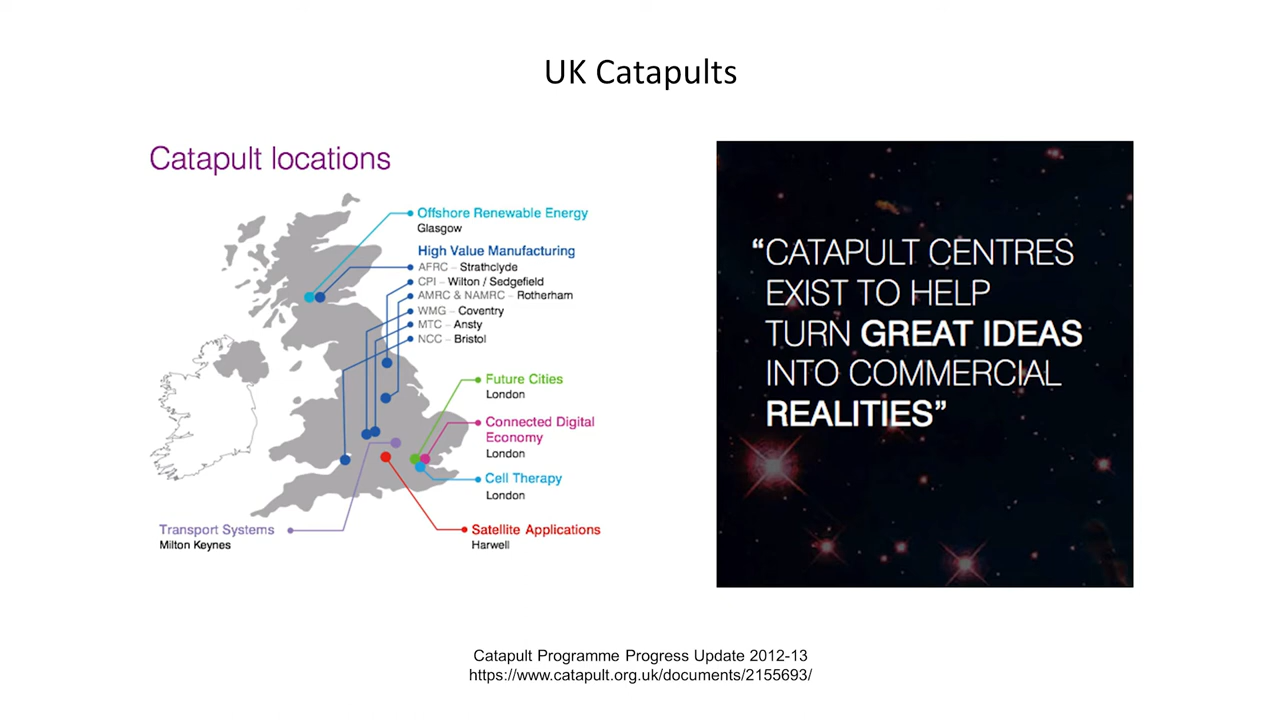 UK Catapults
Catapult locations
Offshore Renewable Energy
Glasgow
High Value Manufacturing
AFRC – Strathclyde
CPI – Wilton / Sedgefield
AMRC & NAMRC – Rotherham
WMG – Coventry
MTC – Ansty
NCC – Bristol
Future Cities
London
Connected Digital
Economy
London
Cell Therapy
London
Transport Systems
Milton Keynes
Satellite Applications
Harwell
“CATAPULT CENTRES
EXIST TO HELP
TURN GREAT IDEAS
INTO COMMERCIAL
REALITIES”
Catapult Programme Progress Update 2012-13
https://www.catapult.org.uk/documents/2155693/